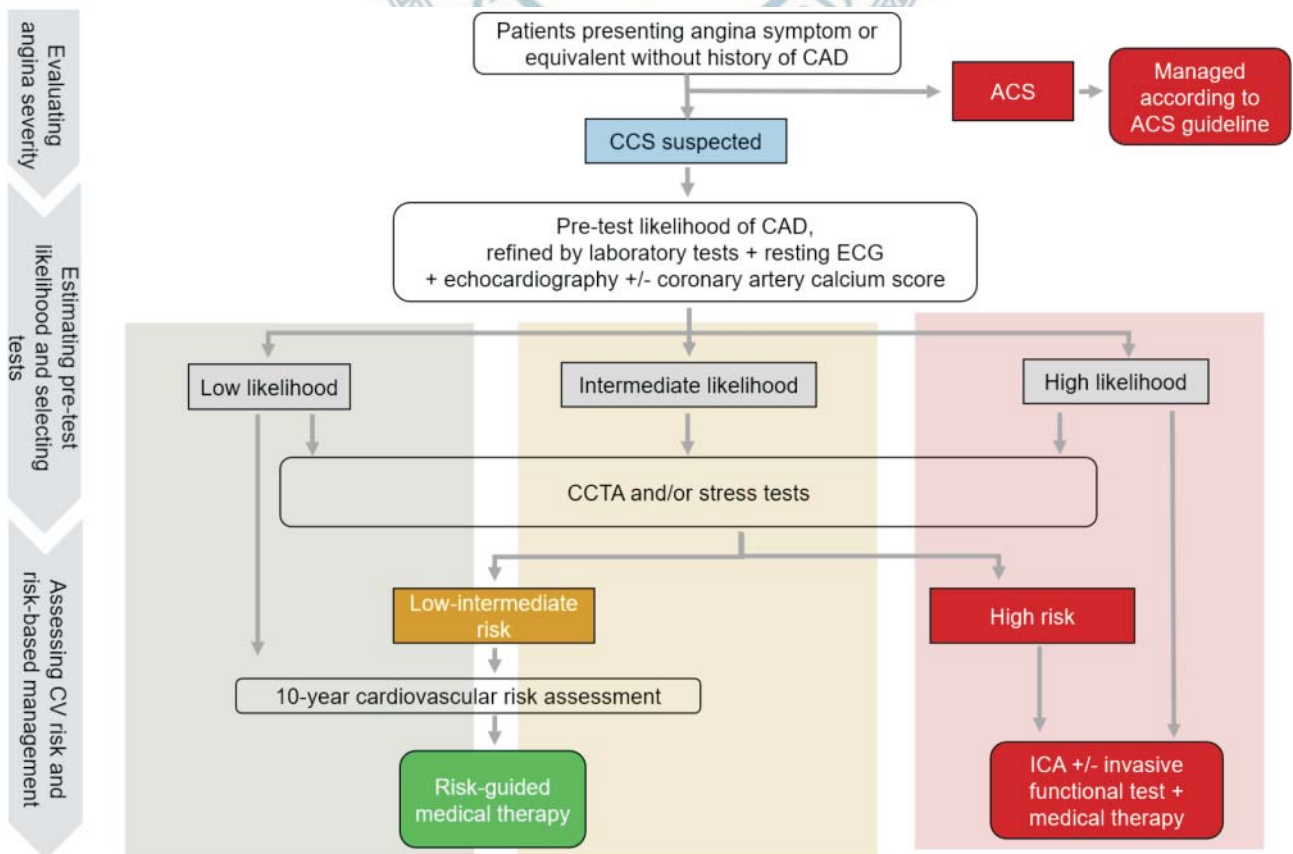 Patients presenting angina symptom or
equivalent without history of CAD
ACS
Managed
according to
ACS guideline
Evaluating
angina severity
CCS suspected
Pre-test likelihood of CAD,
refined by laboratory tests + resting ECG
+ echocardiography +/- coronary artery calcium score
Estimating pre-test
likelihood and selecting
tests
Low likelihood
Intermediate likelihood
High likelihood
CCTA and/or stress tests
Assessing CV risk and
risk-based management
Low-intermediate
risk
High risk
10-year cardiovascular risk assessment
Risk-guided
medical therapy
ICA +/- invasive
functional test +
medical therapy